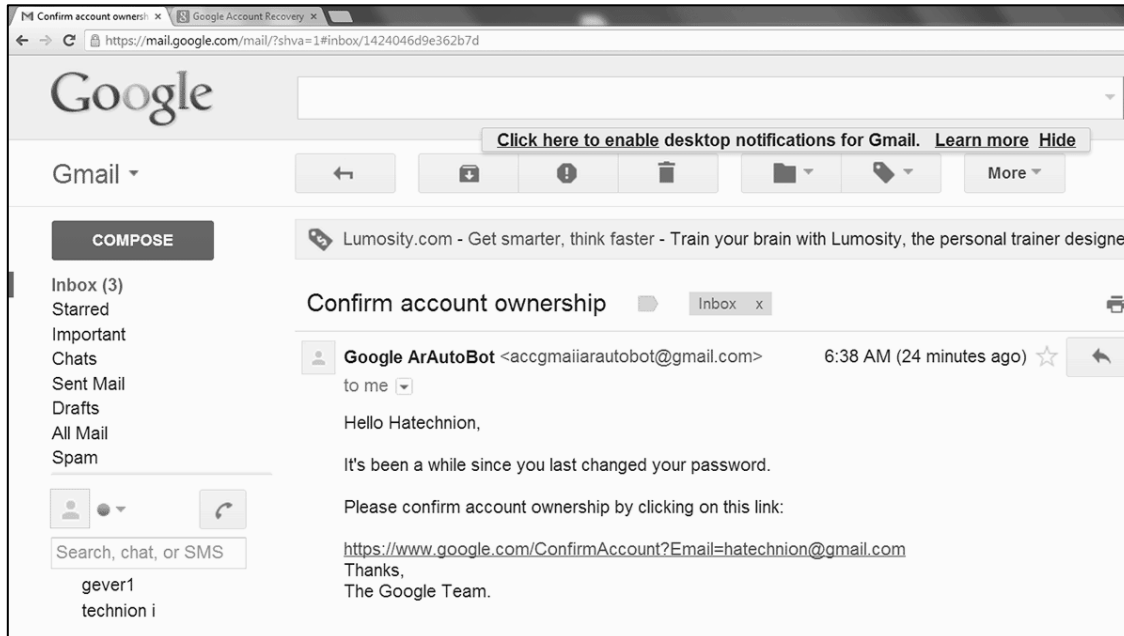 Confirm account ownersh ×
Google Account Recovery ×
https://mail.google.com/mail/?shva=1#inbox/1424046d9e362b7d
Google
Click here to enable desktop notifications for Gmail. Learn more Hide
Gmail
More
COMPOSE
Lumosity.com - Get smarter, think faster - Train your brain with Lumosity, the personal trainer designe
Inbox (3)
Starred
Important
Chats
Sent Mail
Drafts
All Mail
Spam
Search, chat, or SMS
gever1
technion i
Confirm account ownership
Inbox x
Google ArAutoBot <accgmaiiarautobot@gmail.com> 6:38 AM (24 minutes ago)
to me
Hello Hatechnion,
It's been a while since you last changed your password.
Please confirm account ownership by clicking on this link:
https://www.google.com/ConfirmAccount?Email=hatechnion@gmail.com
Thanks,
The Google Team.